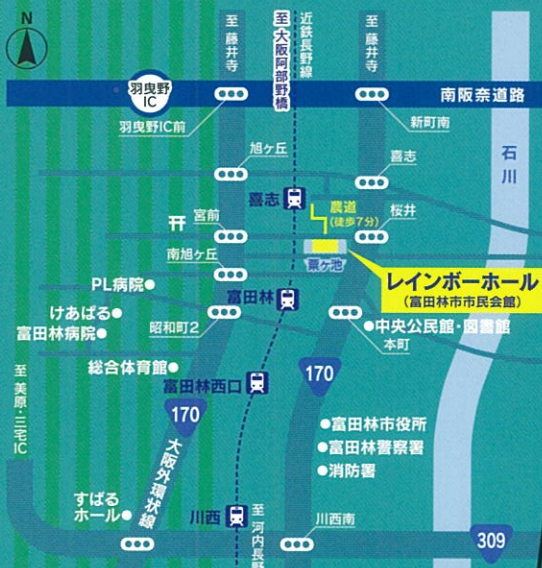 N
至 藤井寺
至 大阪阿部野橋
近鉄長野線
至 藤井寺
羽曳野
IC
南阪奈道路
羽曳野IC前
新町南
石川
旭ヶ丘
喜志
喜志
農道
(徒歩7分)
宮前
桜井
南旭ヶ丘
粟ヶ池
レインボーホール
(富田林市市民会館)
PL病院
富田林
けあぱる
富田林病院
昭和町2
中央公民館・図書館
本町
至 美原・三宅IC
総合体育館
富田林西口
170
170
大阪外環状線
富田林市役所
富田林警察署
消防署
すばる
ホール
川西
至 河内長野
川西南
309